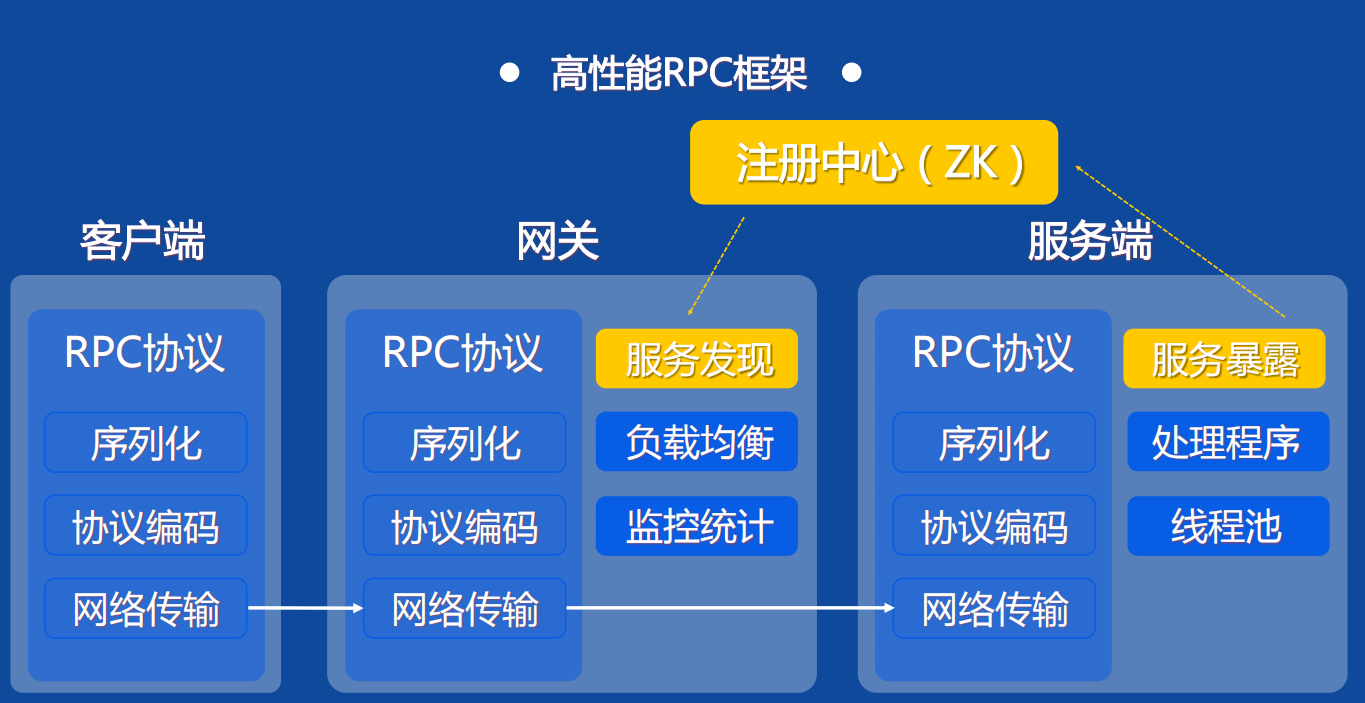 高性能RPC框架
注册中心（ZK）
客户端
RPC协议
序列化
协议编码
网络传输
网关
RPC协议
序列化
协议编码
网络传输
服务发现
负载均衡
监控统计
服务端
RPC协议
序列化
协议编码
网络传输
服务暴露
处理程序
线程池